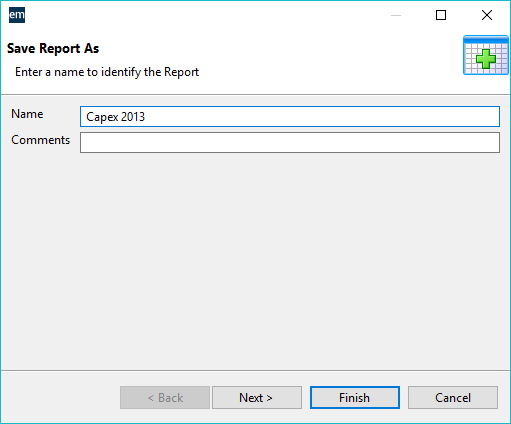 em
Save Report As
Enter a name to identify the Report
Name Capex 2013
Comments
< Back Next > Finish Cancel